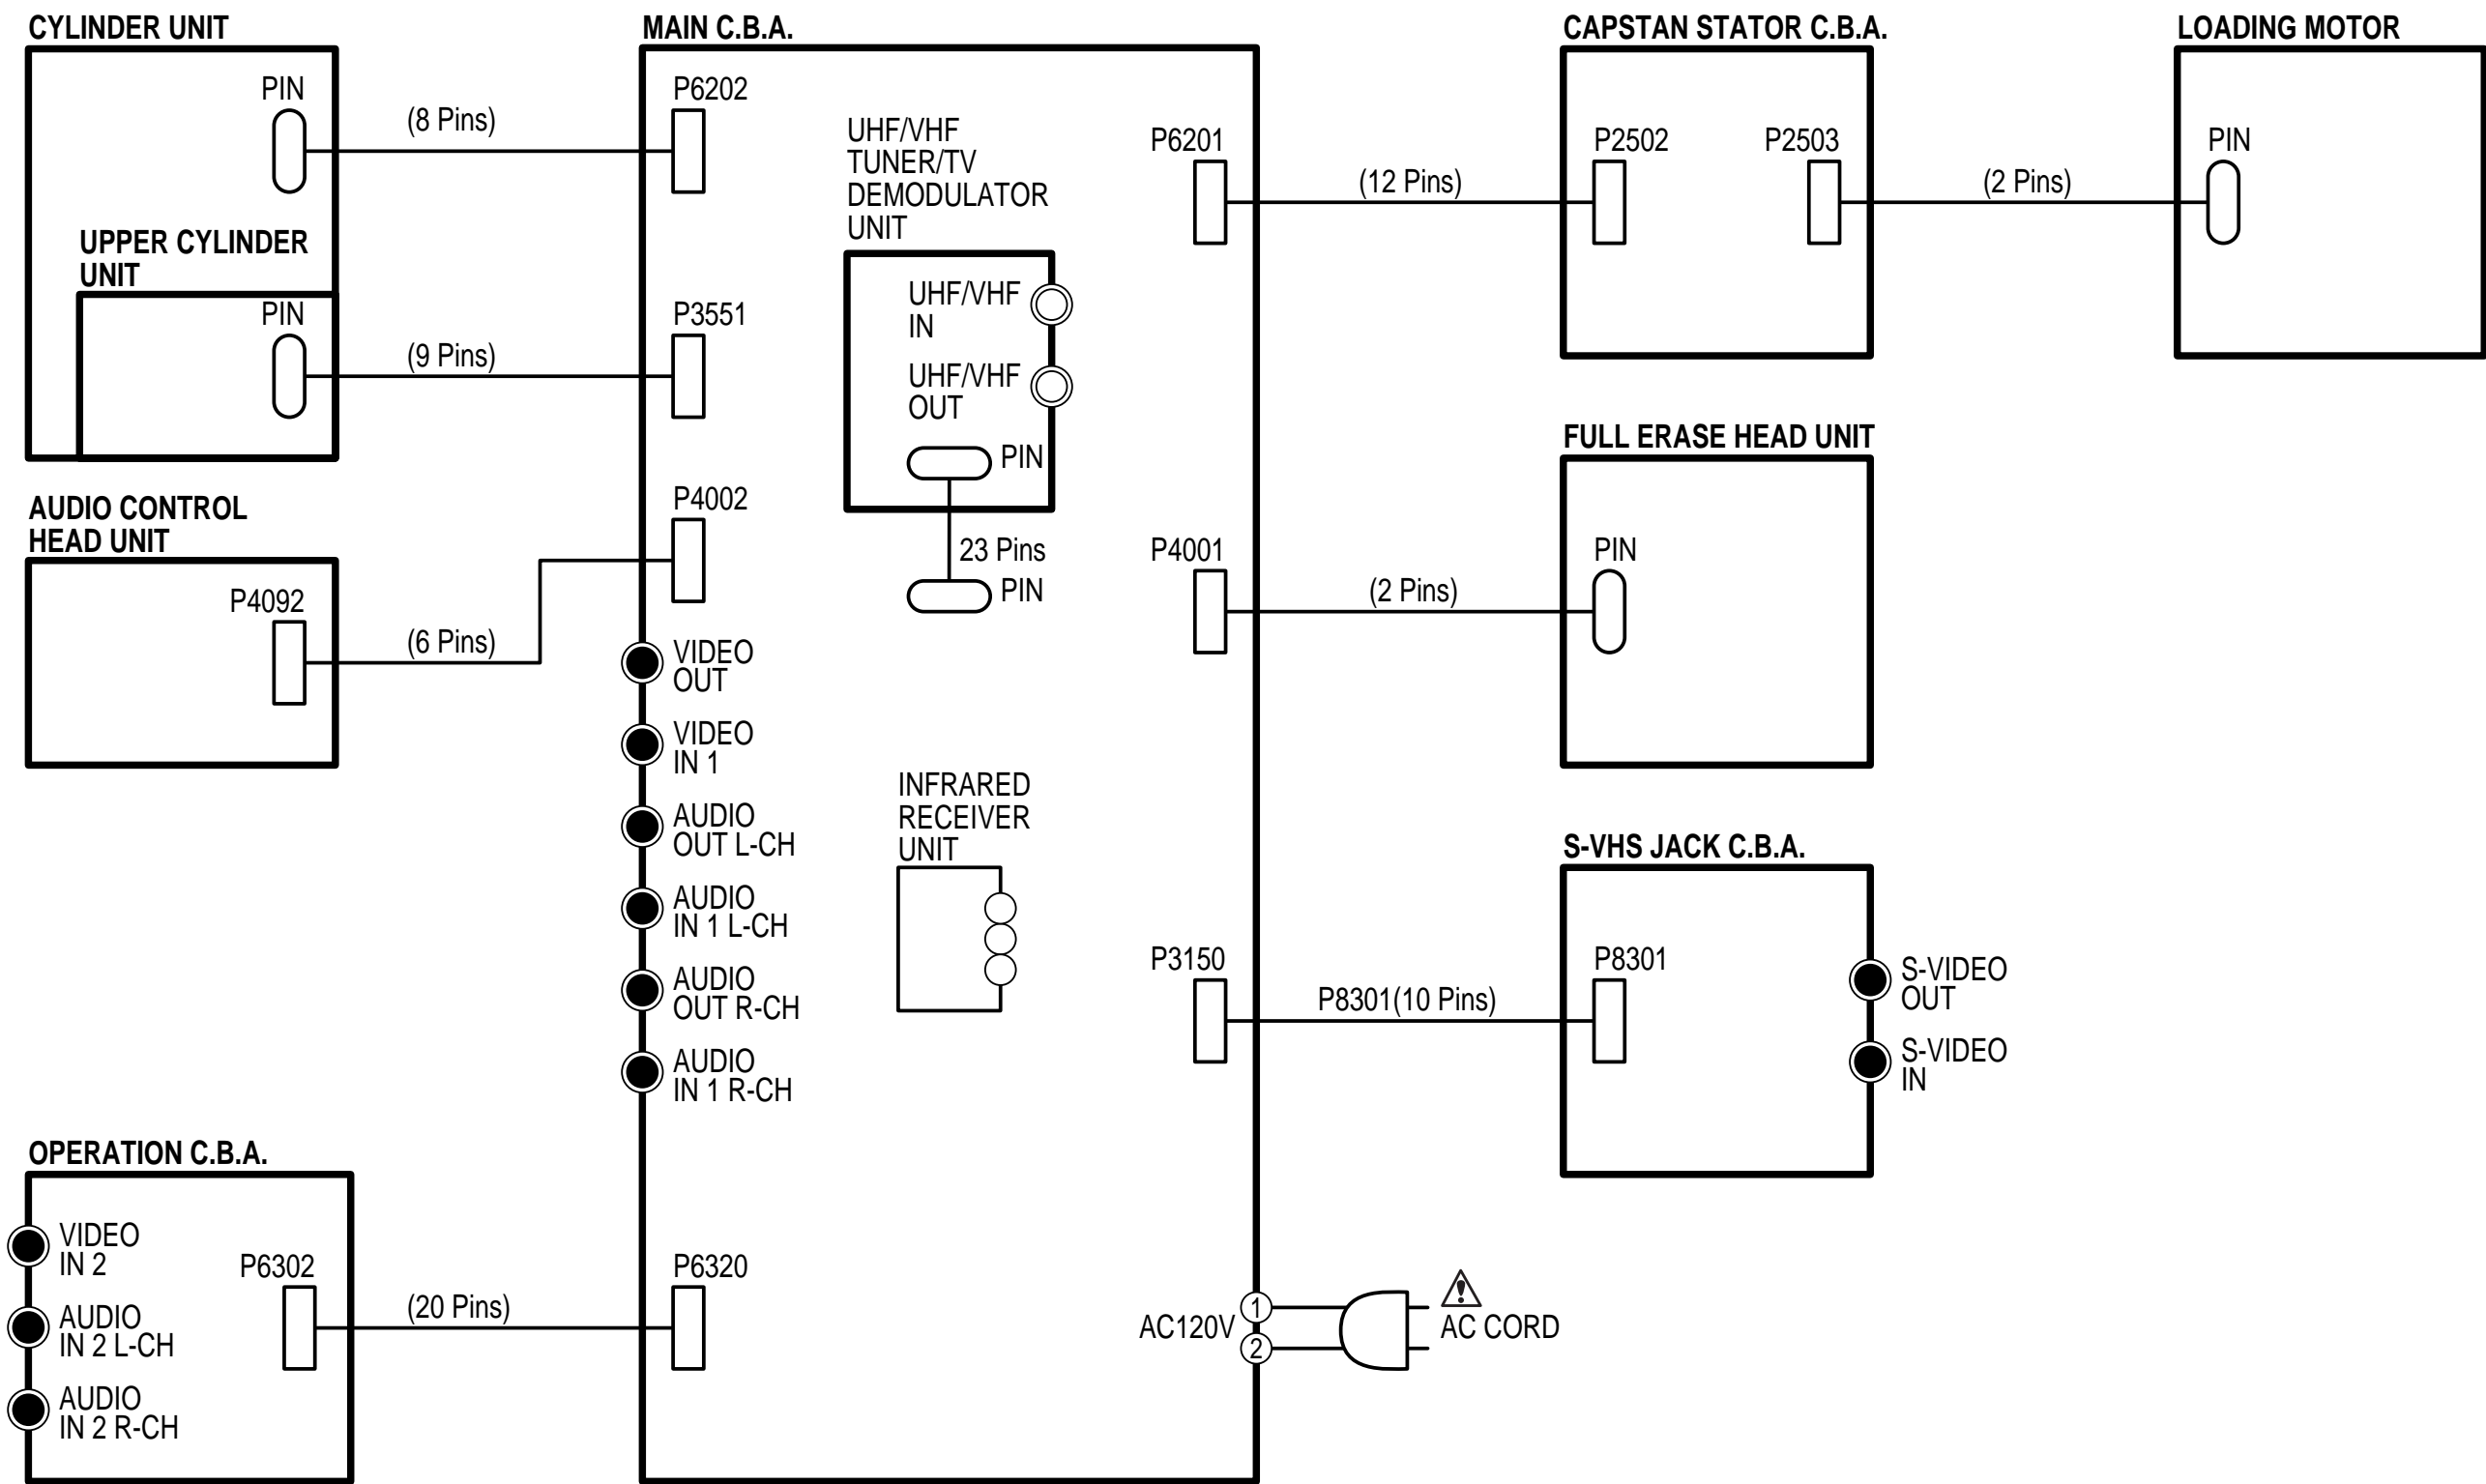 CYLINDER UNIT
PIN
(8 Pins)
UPPER CYLINDER
UNIT
PIN
(9 Pins)
AUDIO CONTROL
HEAD UNIT
P4092
(6 Pins)
OPERATION C.B.A.
VIDEO
IN 2
AUDIO
IN 2 L-CH
AUDIO
IN 2 R-CH
P6302
(20 Pins)
MAIN C.B.A.
P6202
P3551
P4002
VIDEO
OUT
VIDEO
IN 1
AUDIO
OUT L-CH
AUDIO
IN 1 L-CH
AUDIO
OUT R-CH
AUDIO
IN 1 R-CH
P6320
UHF/VHF
TUNER/TV
DEMODULATOR
UNIT
UHF/VHF
IN
UHF/VHF
OUT
PIN
23 Pins
PIN
INFRARED
RECEIVER
UNIT
P6201
P4001
P3150
AC120V
1
2
AC CORD
(12 Pins)
(2 Pins)
P8301(10 Pins)
CAPSTAN STATOR C.B.A.
P2502
P2503
(2 Pins)
LOADING MOTOR
PIN
FULL ERASE HEAD UNIT
PIN
S-VHS JACK C.B.A.
P8301
S-VIDEO
OUT
S-VIDEO
IN